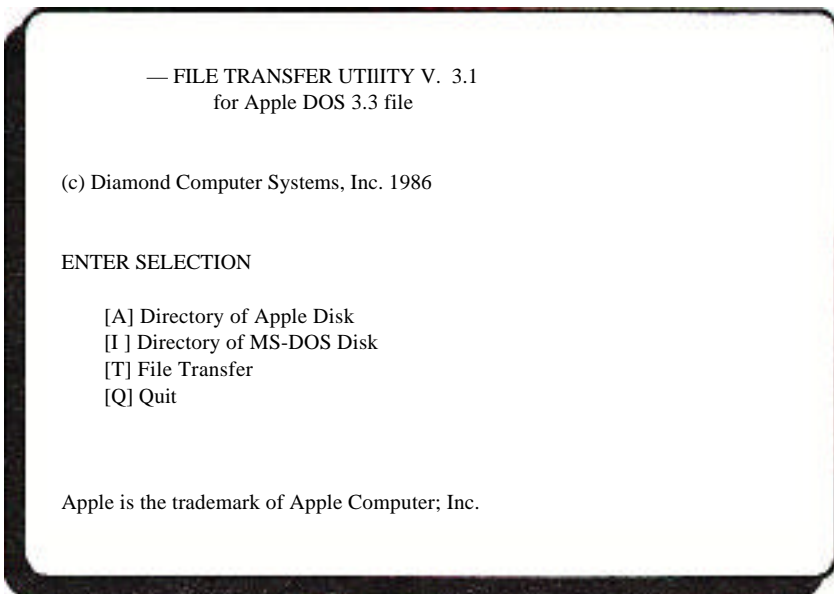 — FILE TRANSFER UTIlITY V. 3.1
for Apple DOS 3.3 file
(c) Diamond Computer Systems, Inc. 1986
ENTER SELECTION
[A] Directory of Apple Disk
[I ] Directory of MS-DOS Disk
[T] File Transfer
[Q] Quit
Apple is the trademark of Apple Computer; Inc.